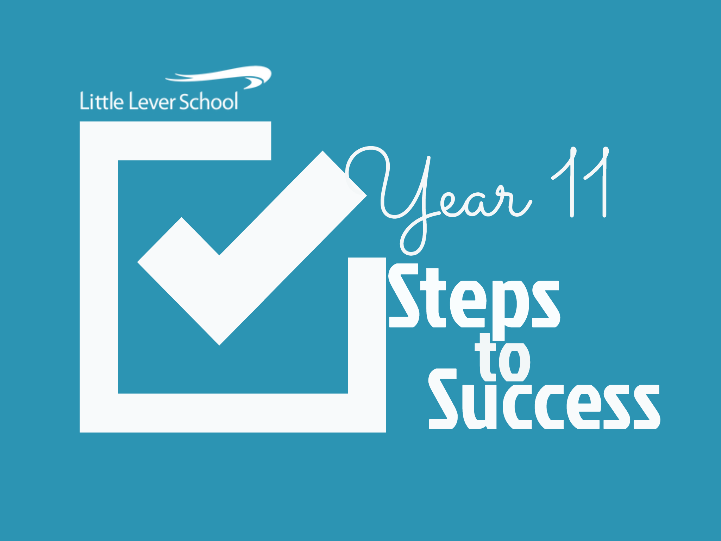 Little Lever School
Year 11
Steps
to
Success